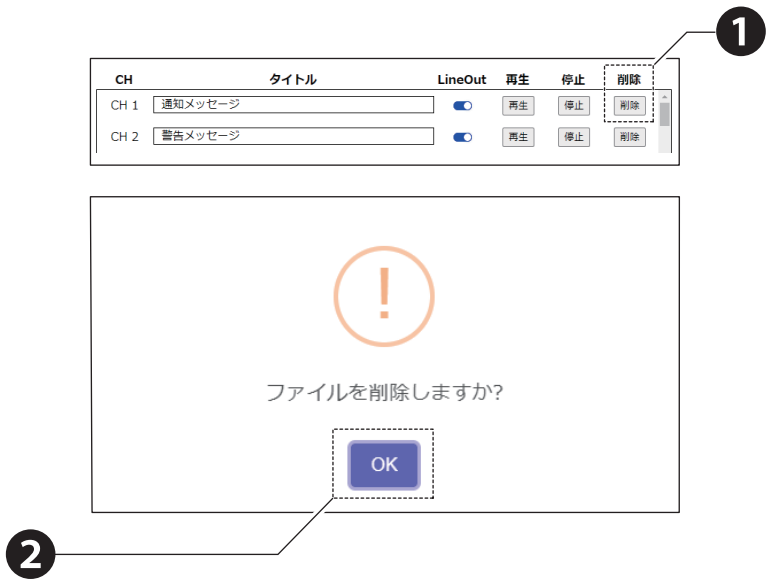 1
CH タイトル LineOut 再生 停止 削除
CH 1 通知メッセージ 再生 停止 削除
CH 2 警告メッセージ 再生 停止 削除
!
ファイルを削除しますか?
OK
2